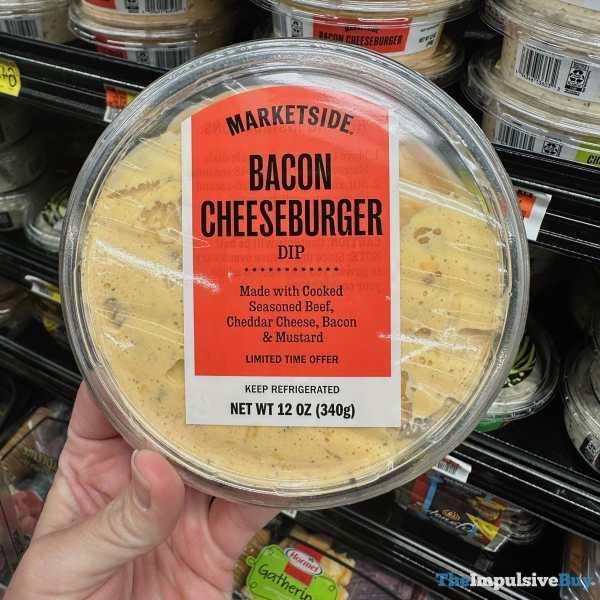 BACON CHEESEBURGER
MARKETSIDE
BACON
CHEESEBURGER
DIP
Made with Cooked
Seasoned Beef,
Cheddar Cheese, Bacon
& Mustard
LIMITED TIME OFFER
KEEP REFRIGERATED
NET WT 12 OZ (340g)
Hormel
Gatherin
TheImpulsiveBuy